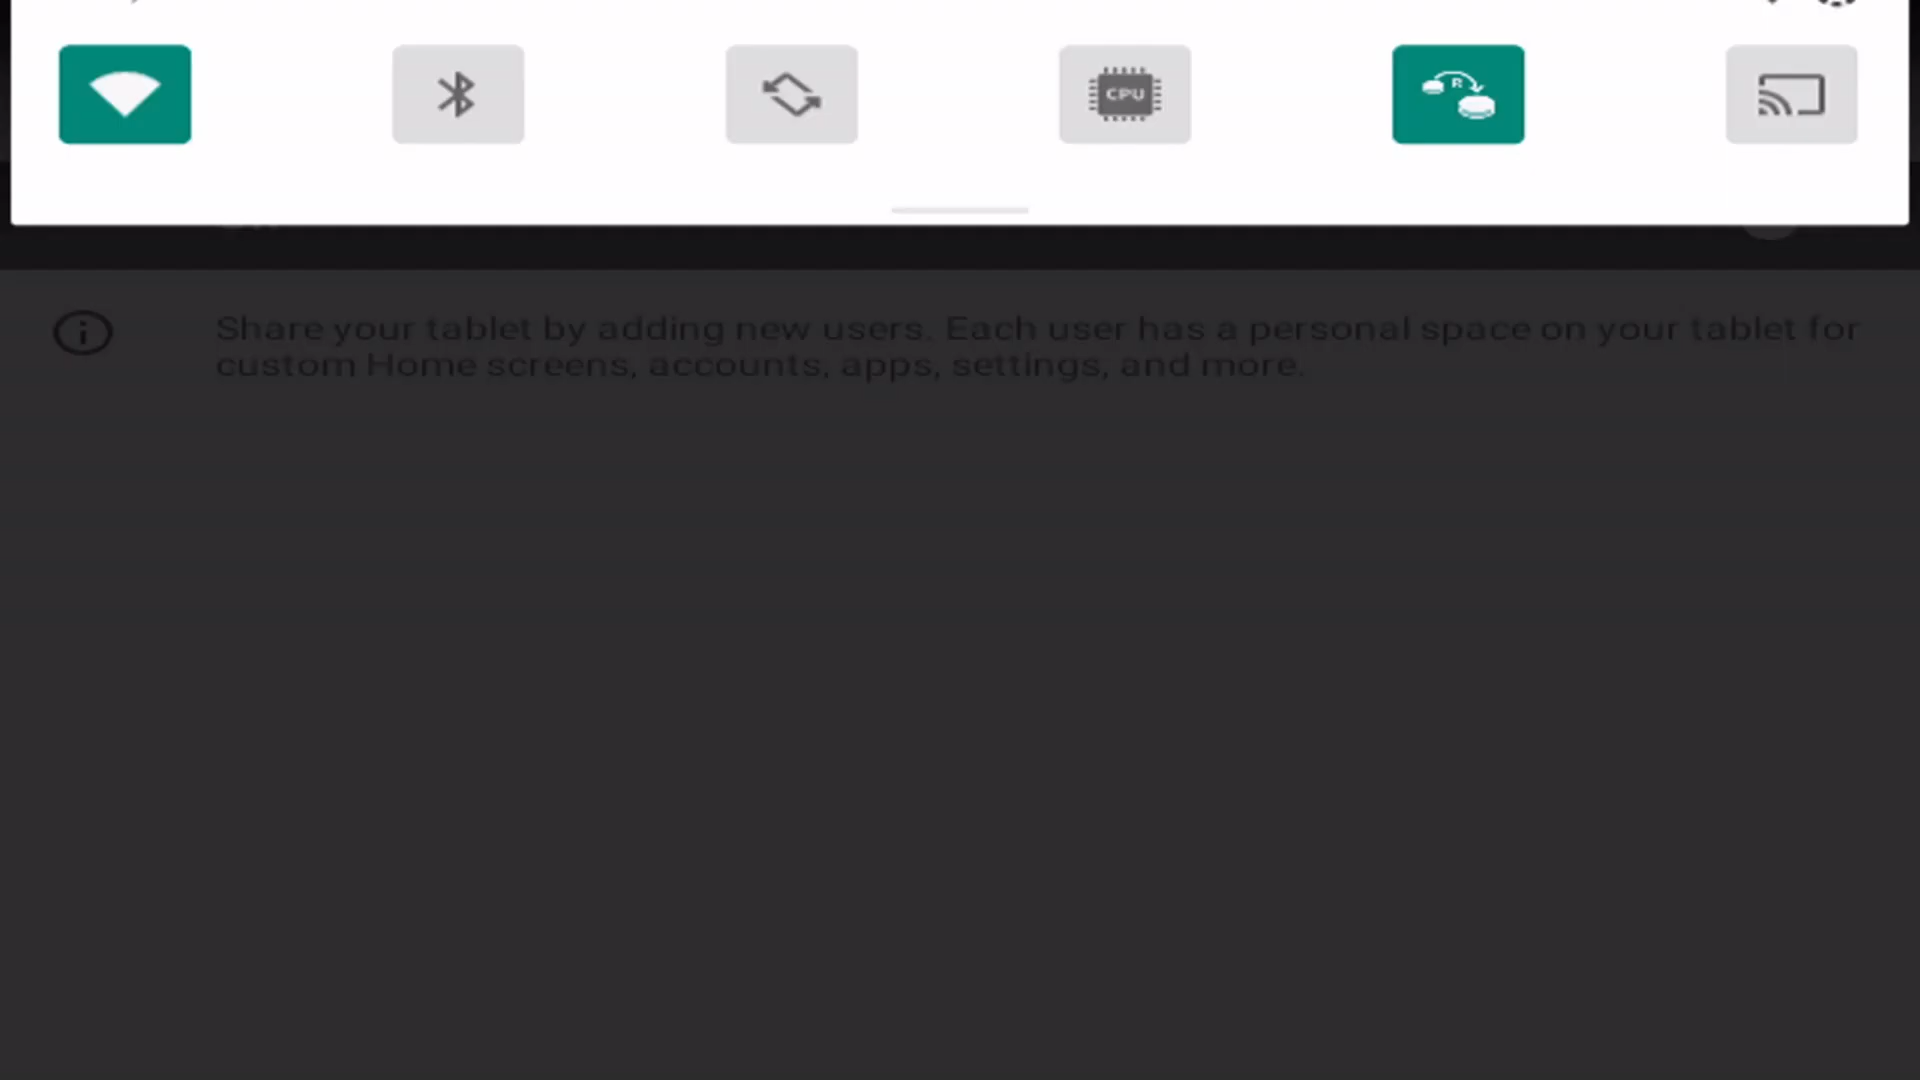 CPU
R
Share your tablet by adding new users. Each user has a personal space on your tablet for
custom Home screens, accounts, apps, settings, and more.